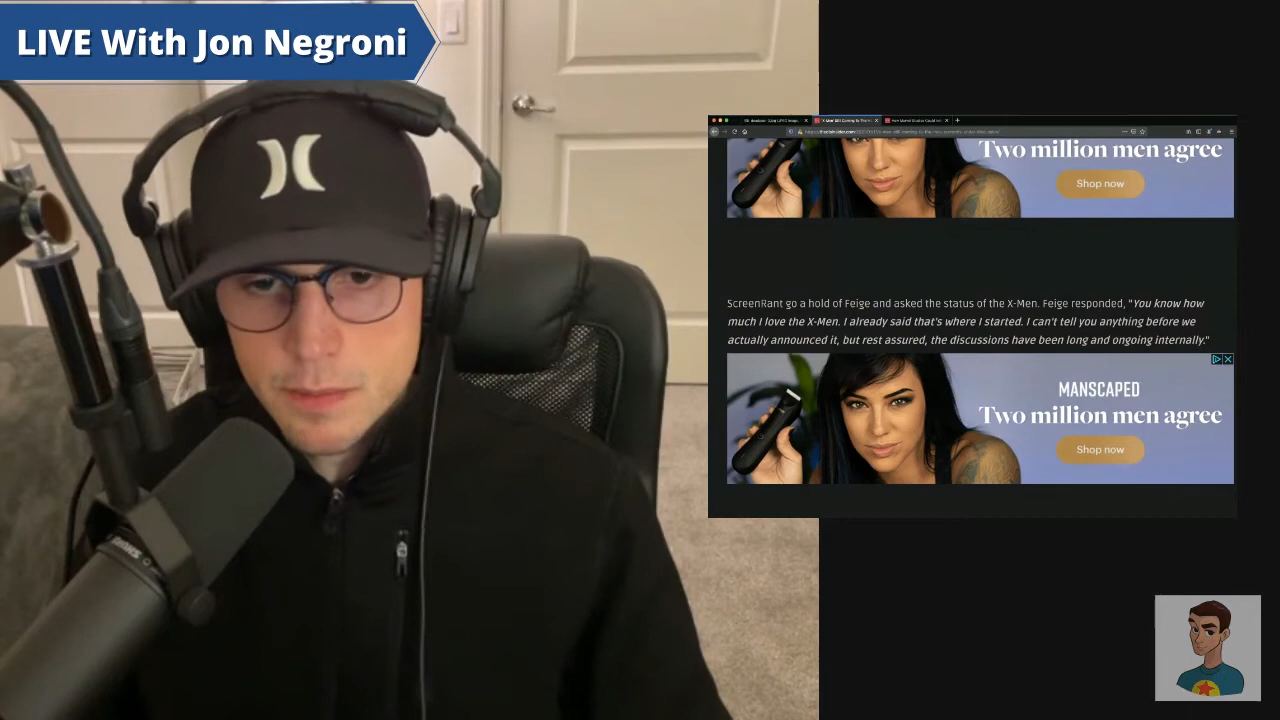 LIVE With Jon Negroni
Two million men agree
Shop now
ScreenRant go a hold of Feige and asked the status of the X-Men. Feige responded, "You know how
much I love the X-Men. I already said that's where I started. I can't tell you anything before we
actually announced it, but rest assured, the discussions have been long and ongoing internally."
MANSCAPED
Two million men agree
Shop now